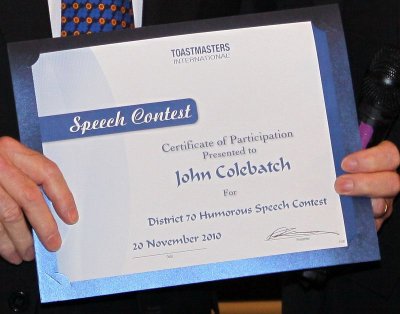 TOASTMASTERS
INTERNATIONAL
Speech Contest
Certificate of Participation
Presented to
John Colebatch
For
District 70 Humorous Speech Contest
20 November 2010